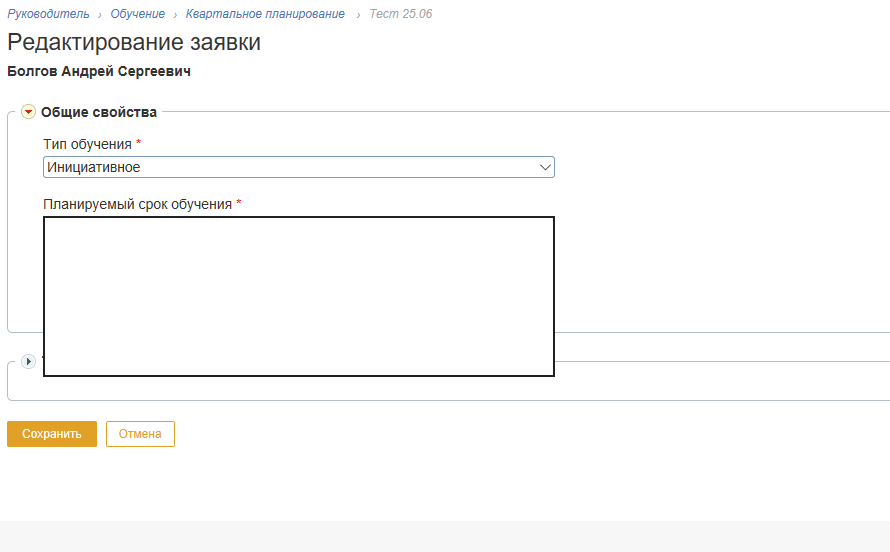 Руководитель › Обучение › Квартальное планирование › Тест 25.06
Редактирование заявки
Болгов Андрей Сергеевич
Общие свойства
Тип обучения *
Инициативное
Планируемый срок обучения *
Сохранить
Отмена